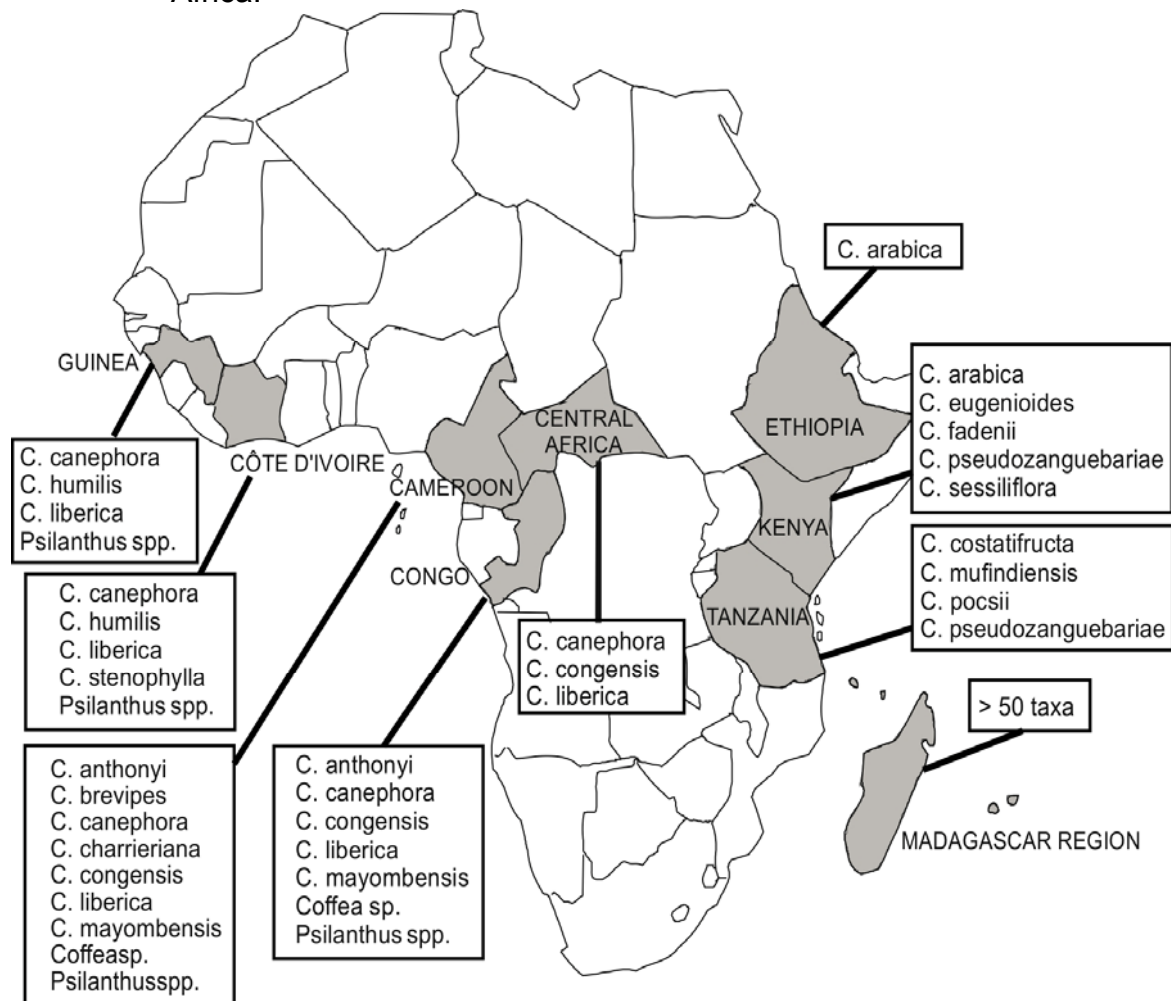 Africa.
C. arabica
GUINEA
C. arabica
C. eugenioides
C. fadenii
C. pseudozanguebariae
C. sessiliflora
ETHIOPIA
CENTRAL
AFRICA
C. canephora
C. humilis
C. liberica
Psilanthus spp.
CÔTE D'IVOIRE
CAMEROON
KENYA
C. costatifructa
C. mufindiensis
C. pocsii
C. pseudozanguebariae
CONGO
TANZANIA
C. canephora
C. humilis
C. liberica
C. stenophylla
Psilanthus spp.
C. canephora
C. congensis
C. liberica
> 50 taxa
C. anthonyi
C. brevipes
C. canephora
C. charrieriana
C. congensis
C. liberica
C. mayombensis
Coffeasp.
Psilanthusspp.
C. anthonyi
C. canephora
C. congensis
C. liberica
C. mayombensis
Coffea sp.
Psilanthus spp.
MADAGASCAR REGION